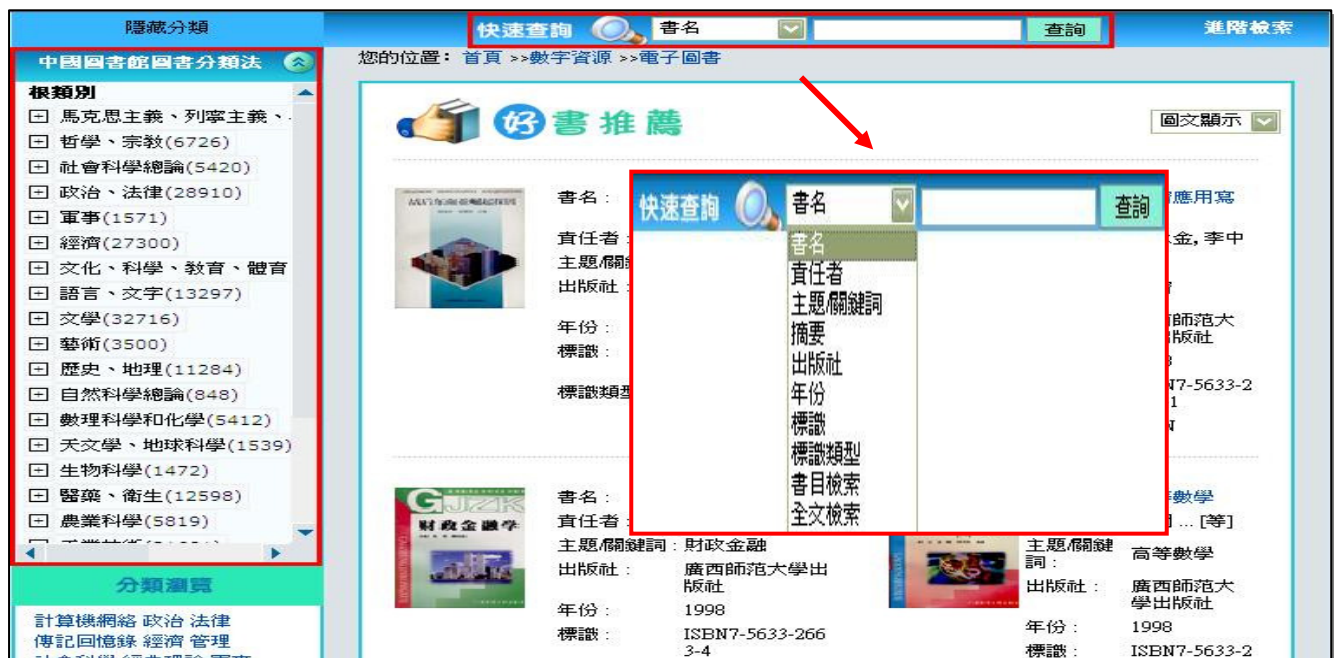 隱藏分類
快速查詢 書名 查詢
進階檢索
中國圖書館圖書分類法
您的位置：首頁 >>數字資源 >>電子圖書
根類別
馬克思主義、列寧主義、
哲學、宗教(6726)
社會科學總論(5420)
政治、法律(28910)
軍事(1571)
經濟(27300)
文化、科學、教育、體育
語言、文字(13297)
文學(32716)
藝術(3500)
歷史、地理(11284)
自然科學總論(848)
數理科學和化學(5412)
天文學、地球科學(1539)
生物科學(1472)
醫藥、衛生(12598)
農業科學(5819)
分類瀏覽
計算機網絡 政治 法律
傳記回憶錄 經濟 管理
好書推薦
圖文顯示
書名：
責任者：
主題/關
出版社：
年份：
標識：
標識類型
快速查詢 書名 查詢
書名
責任者
主題/關鍵詞
摘要
出版社
年份
標識
標識類型
書目檢索
全文檢索
應用寫
金, 李中
師范大
版社
N7-5633-2
1
書名：
責任者：
主題/關鍵詞：財政金融
出版社：廣西師范大學出
版社
年份：1998
標識：ISBN7-5633-266
3-4
财政金融学
數學
... [等]
主題/關鍵
詞：高等數學
出版社：廣西師范大
學出版社
年份：1998
標識：ISBN7-5633-2